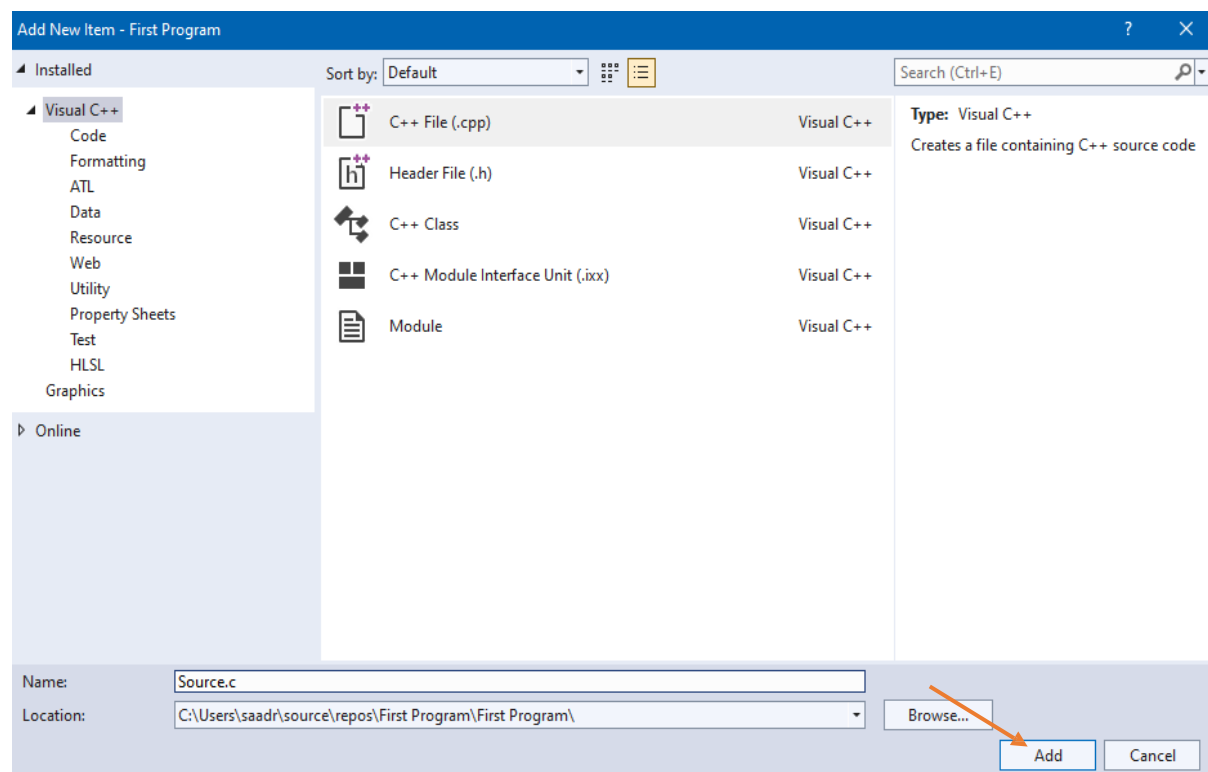 Add New Item - First Program
?
Installed
Visual C++
Code
Formatting
ATL
Data
Resource
Web
Utility
Property Sheets
Test
HLSL
Graphics
Online
Sort by: Default
C++ File (.cpp) Visual C++
Header File (.h) Visual C++
C++ Class Visual C++
C++ Module Interface Unit (.ixx) Visual C++
Module Visual C++
Search (Ctrl+E)
Type: Visual C++
Creates a file containing C++ source code
Name: Source.c
Location: C:\Users\saadr\source\repos\First Program\First Program\ Browse...
Add Cancel